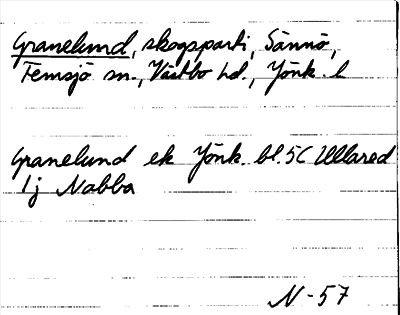 Granelund, skogsparti, Sännö,
Femsjö sn., Västbo hd., Jönk. l
Granelund ek Jönk. bl. 5C Ullared
1j Nabba
N-57